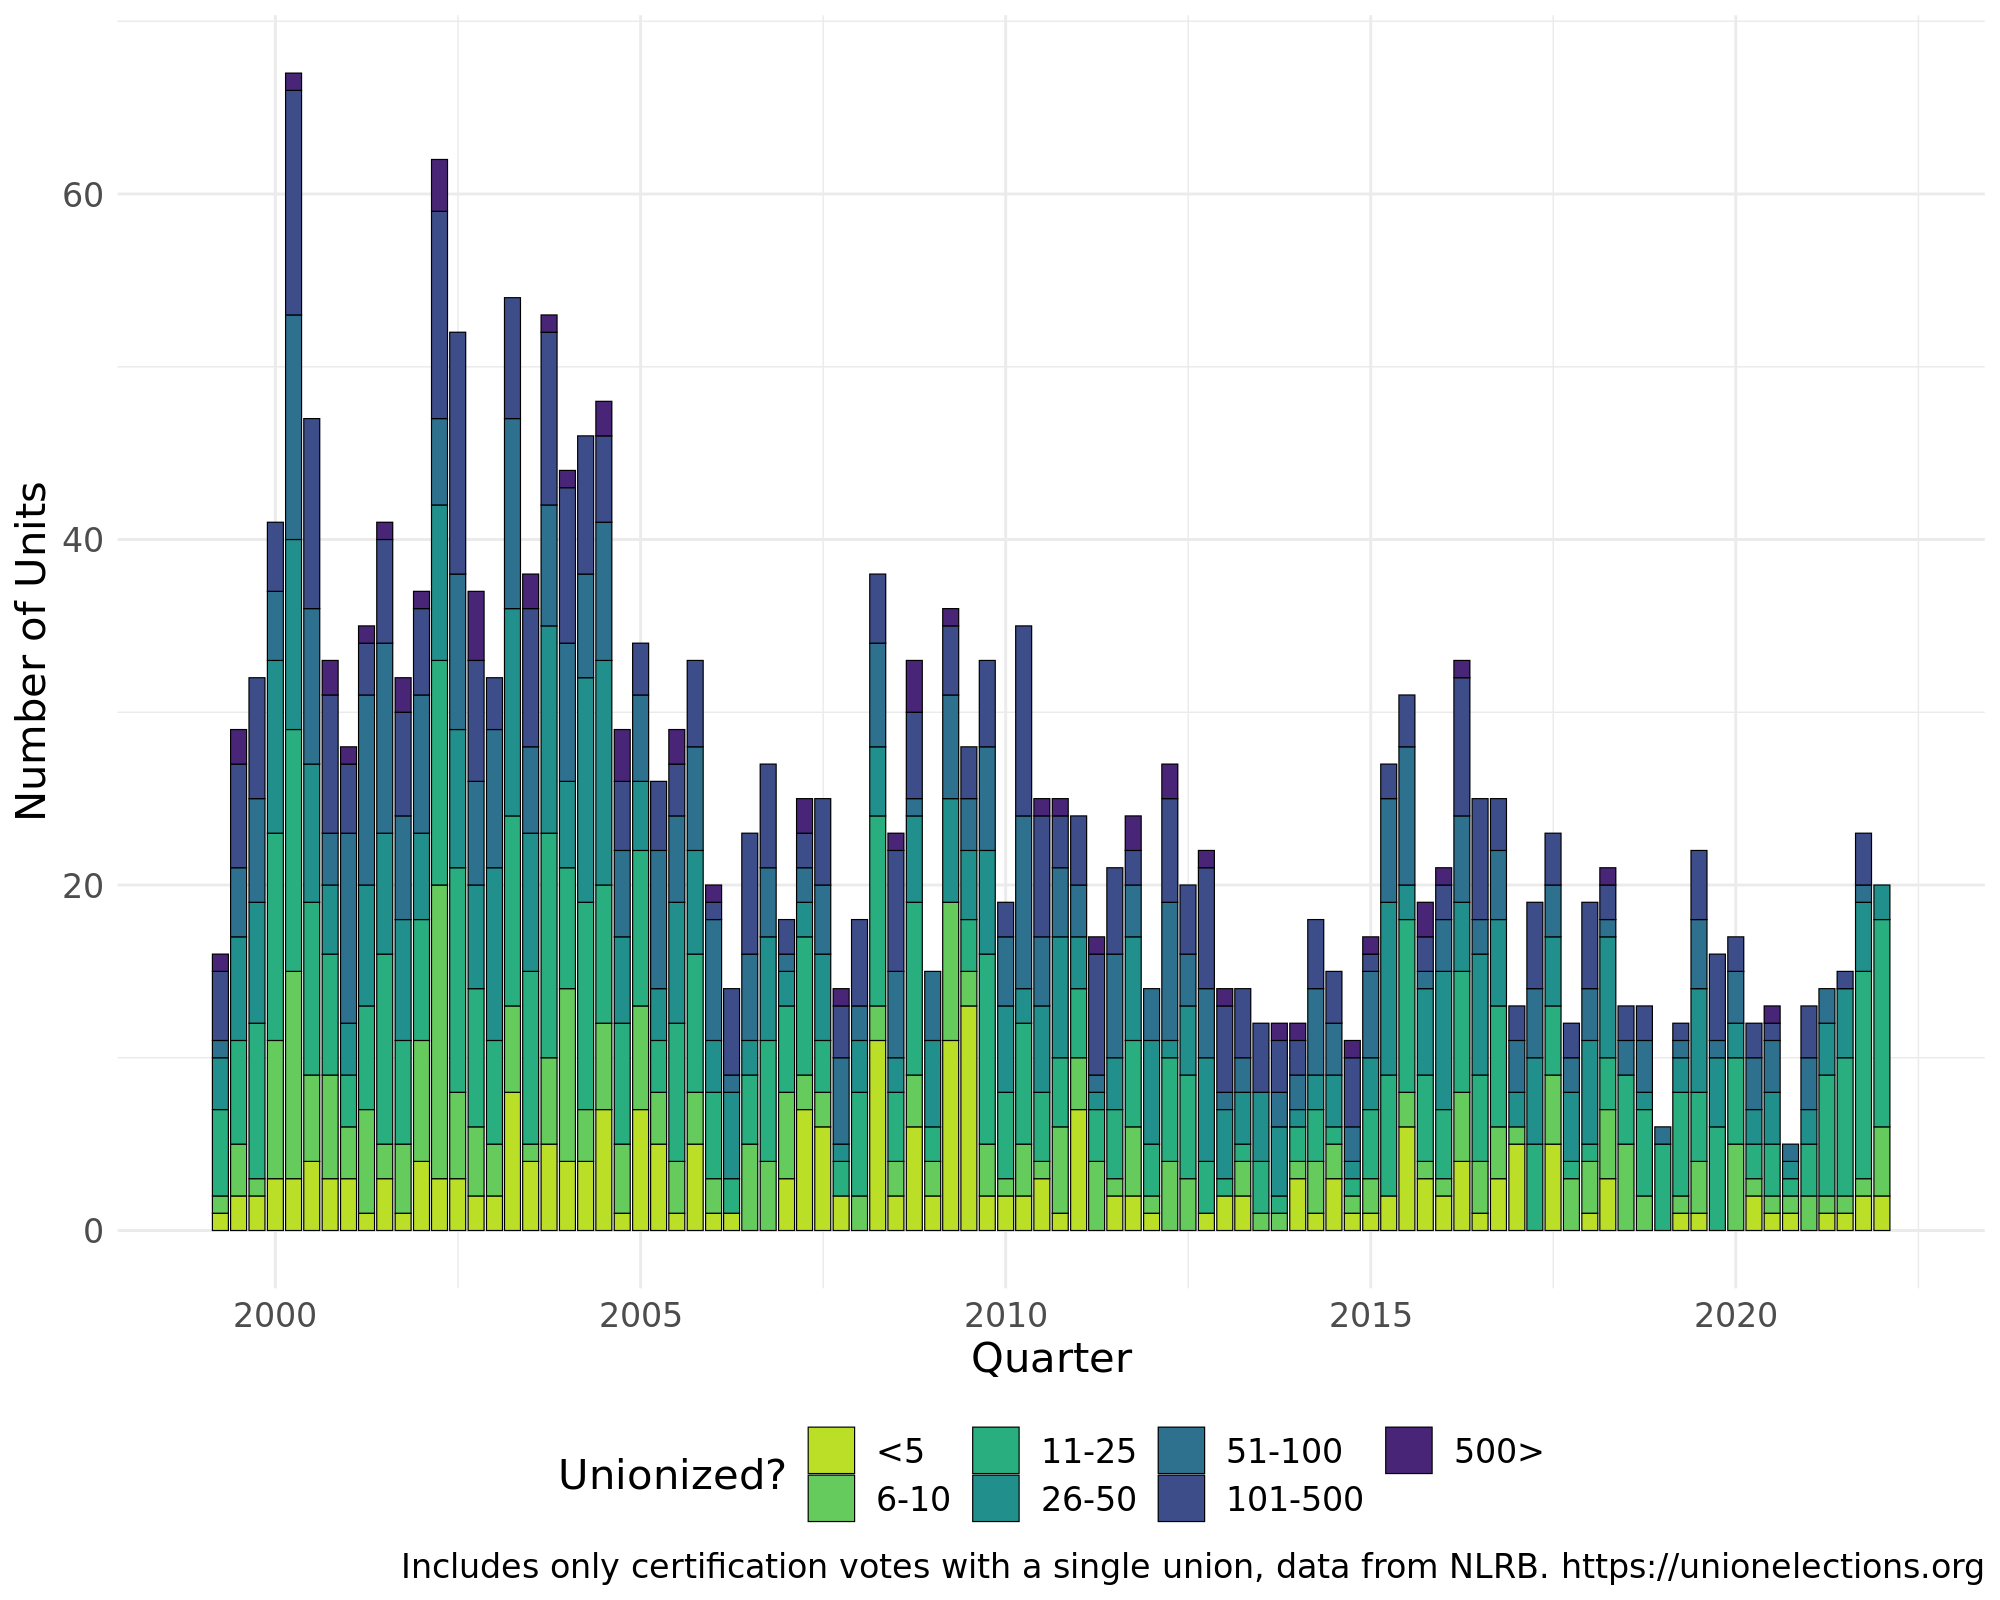 Number of Units
60
40
20
0
2000 2005 2010 2015 2020
Quarter
Unionized?
<5 11-25 51-100 500>
6-10 26-50 101-500
Includes only certification votes with a single union, data from NLRB. https://unionelections.org